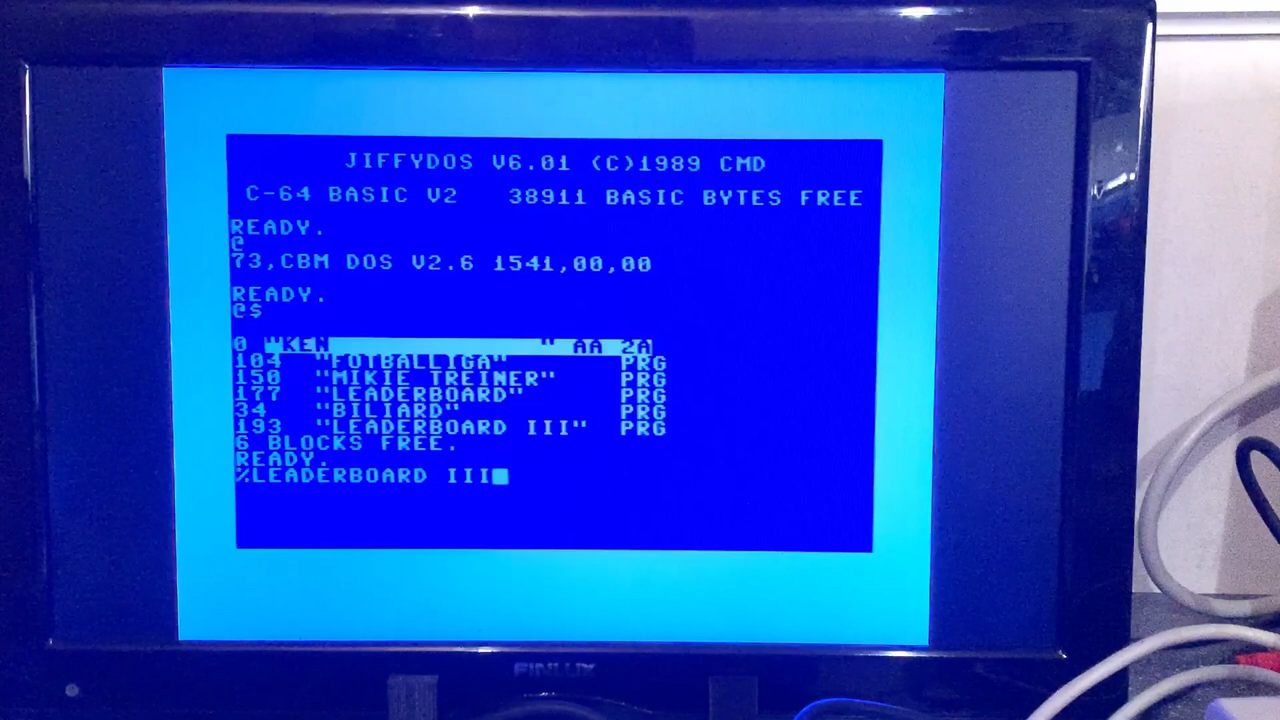 JIFFYDOS V6.01 (C)1989 CMD
C-64 BASIC V2   38911 BASIC BYTES FREE
READY.
@
73,CBM DOS V2.6 1541,00,00
READY.
@$
0 "KEN             " AA 2A
104  "FOTBALLIGA"       PRG
150  "MIKIE TREINER"    PRG
177  "LEADERBOARD"      PRG
34   "BILIARD"          PRG
193  "LEADERBOARD III"  PRG
6 BLOCKS FREE.
READY.
%LEADERBOARD III
FINLUX